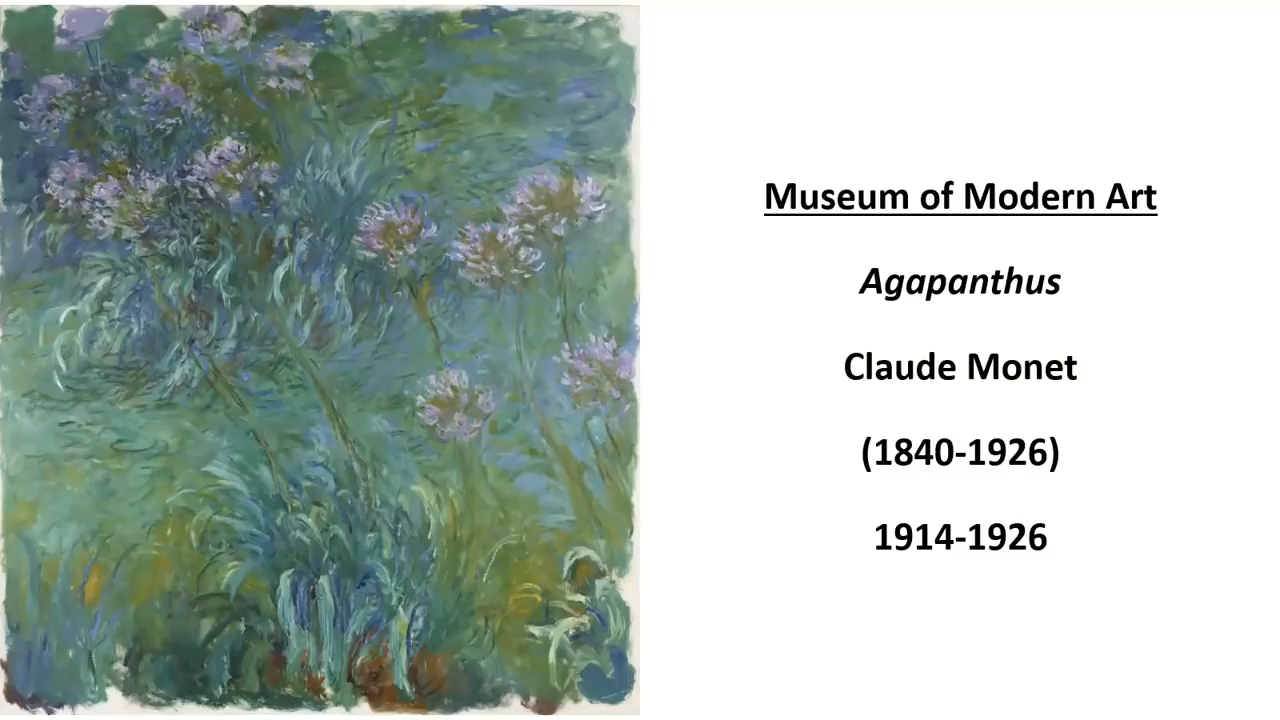 Museum of Modern Art
Agapanthus
Claude Monet
(1840-1926)
1914-1926